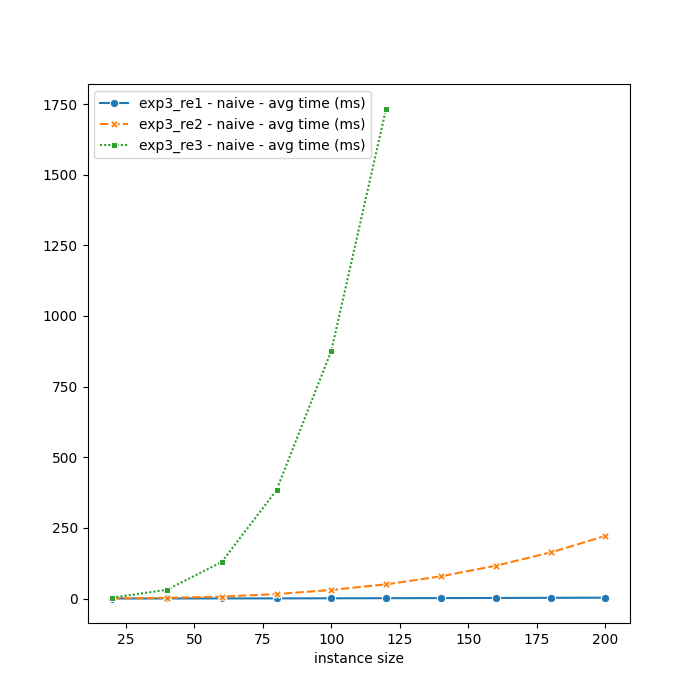 exp3_re1 - naive - avg time (ms)
exp3_re2 - naive - avg time (ms)
exp3_re3 - naive - avg time (ms)
1750
1500
1250
1000
750
500
250
0
25 50 75 100 125 150 175 200
instance size